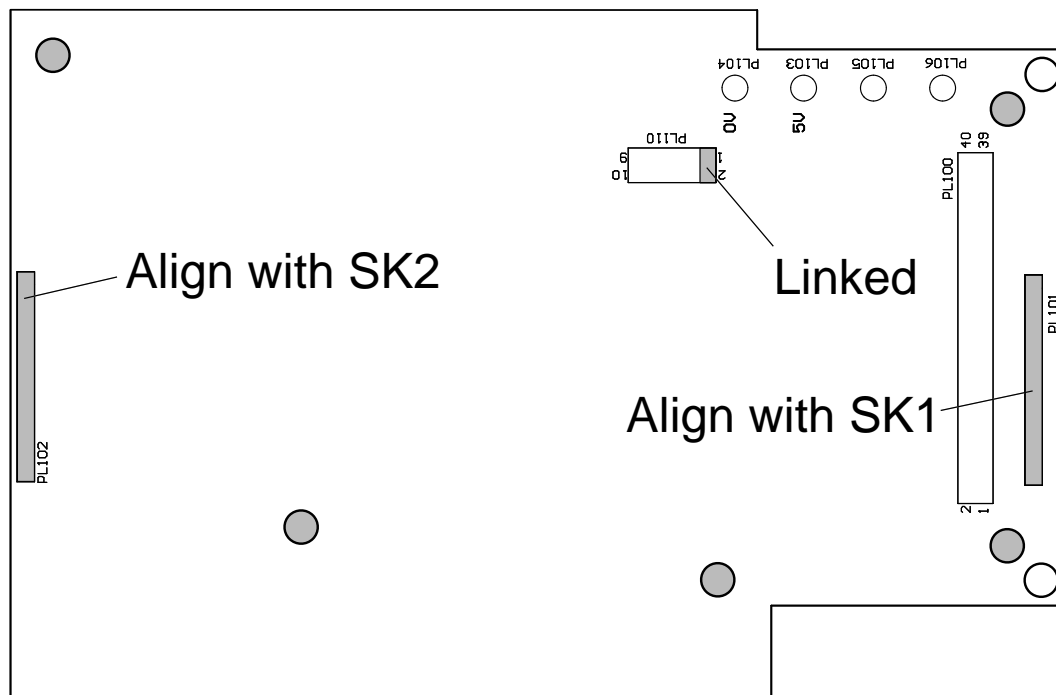 PL104
PL103
PL105
PL106
0V
5V
PL110
9
1
10
2
40
39
PL100
Align with SK2
Linked
PL101
Align with SK1
PL102
2
1